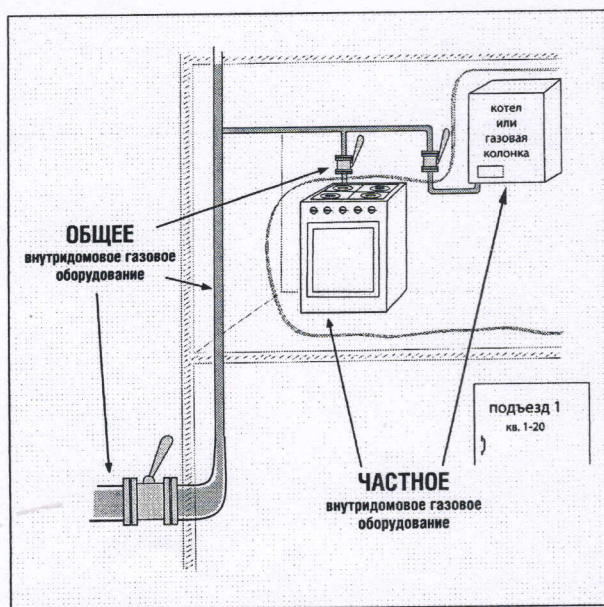 котел
или
газовая
колонка
ОБЩЕЕ
внутридомовое газовое
оборудование
подъезд 1
кв. 1-20
ЧАСТНОЕ
внутридомовое газовое
оборудование